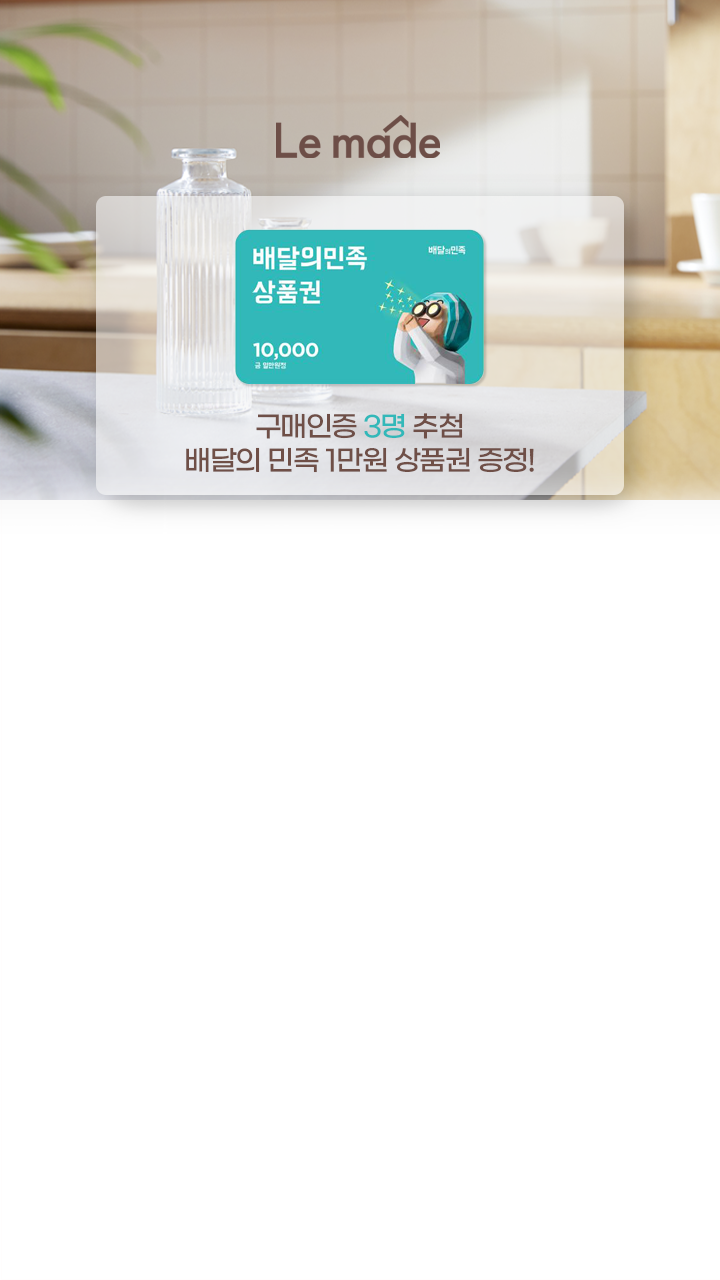 Le made
배달의민족
배달의민족
상품권
10,000
금 일만원정
구매인증 3명 추첨
배달의 민족 1만원 상품권 증정!